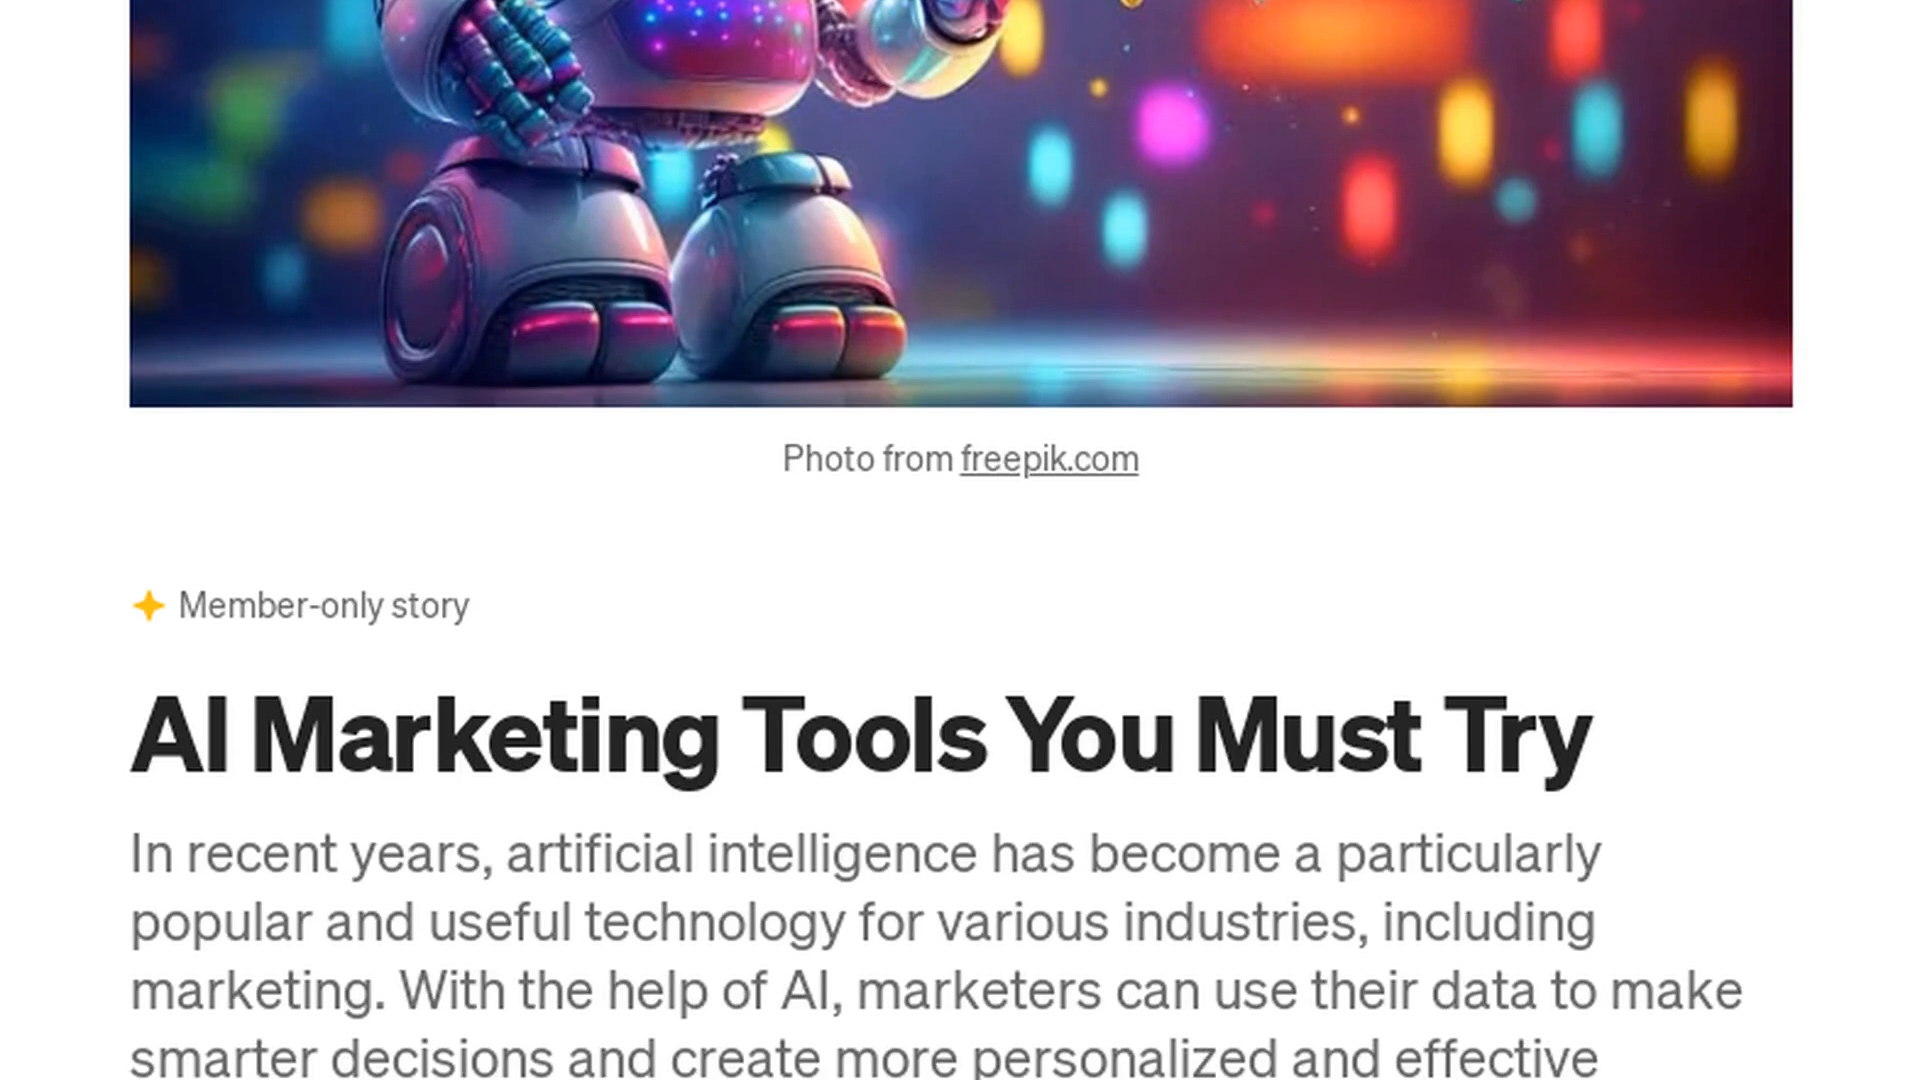 Photo from freepik.com
Member-only story
AI Marketing Tools You Must Try
In recent years, artificial intelligence has become a particularly
popular and useful technology for various industries, including
marketing. With the help of AI, marketers can use their data to make
smarter decisions and create more personalized and effective